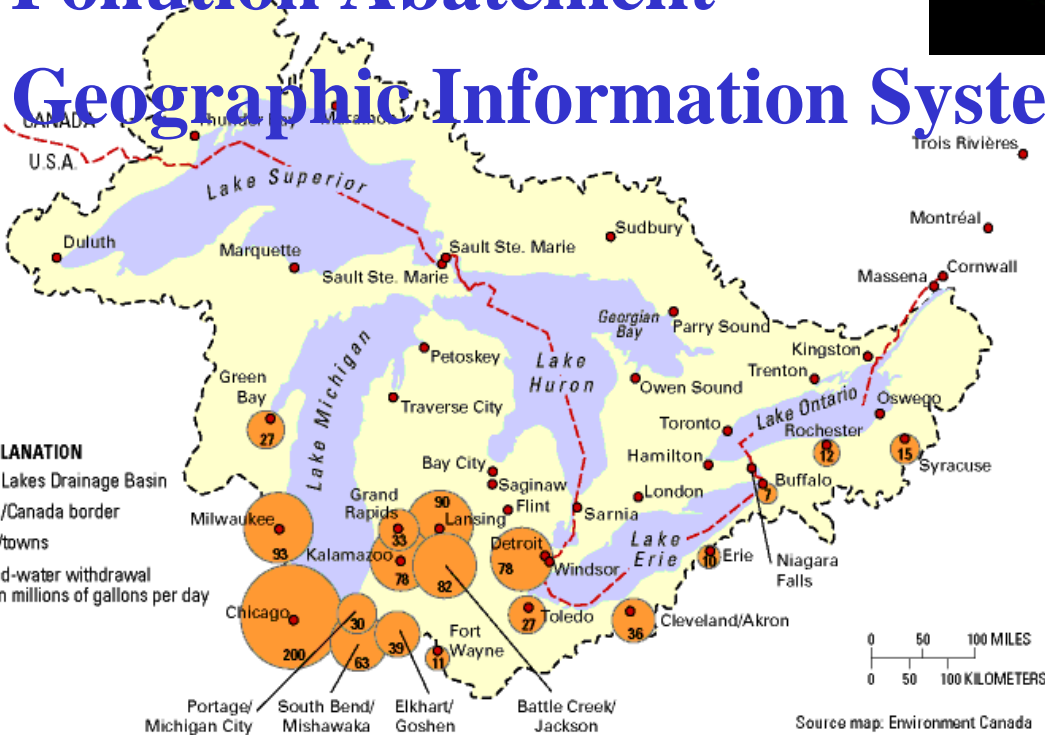 Pollution Abatement
Geographic Information Syste
CANADA
U.S.A.
Thunder Bay
Marathon
Trois Rivières
Lake Superior
Montréal
Duluth
Marquette
Sault Ste. Marie
Sault Ste. Marie
Sudbury
Massena
Cornwall
Georgian
Bay
Parry Sound
Kingston
Petoskey
Lake
Huron
Trenton
Green
Bay
27
Lake Michigan
Traverse City
Owen Sound
Lake Ontario
Oswego
Toronto
Rochester
12
15
Syracuse
LANATION
Lakes Drainage Basin
/Canada border
/towns
d-water withdrawal
n millions of gallons per day
Bay City
Saginaw
Hamilton
Buffalo
7
Grand
Rapids
33
90
Lansing
Flint
London
Sarnia
Milwaukee
93
Kalamazoo
78
82
Detroit
78
Windsor
Lake
Erie
10
Erie
Niagara
Falls
Chicago
200
30
63
39
Fort
Wayne
11
27
Toledo
36
Cleveland/Akron
0 50 100 MILES
0 50 100 KILOMETERS
Portage/
Michigan City
South Bend/
Mishawaka
Elkhart/
Goshen
Battle Creek/
Jackson
Source map: Environment Canada